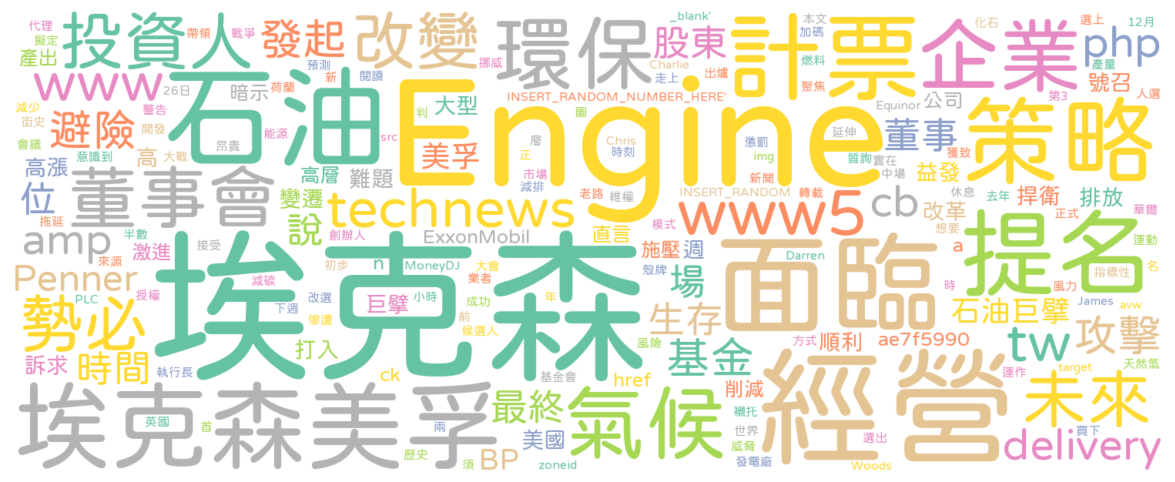 代理
擬定
產出
投資人
帶領
戰爭
發起
預測
新
閱讀
改變
挪威
環保
_blank'
股東
Charlie
走上
出爐
計票
本文
加碼
燃料
聚焦
企業
化石
選上
產量
第3
12月
php
號召
人選
www
26日
暗示
荷蘭
石油
Engine
INSERT_RANDOM_NUMBER_HERE'
大型
判
圖
層
正
Chris
時刻
懲罰
延伸
Equinor
公司
董事
策略
減少
街史
會議
警告
避險
開發
昂貴
能源
src
美孚
市場
減排
img
新聞
質詢
實在
中場
獲致
益發
意識到
大戰
高漲
高
高層
難題
老路
維權
INSERT_RANDOM
轉載
休息
去年
捍衛
排放
位
董事會
變遷
technews
www5
cb
改革
想要
正式
華爾
拖延
半數
說
創辦人
直言
模式
提名
運動
amp
來源
激進
接受
ExxonMobil
施壓
週
場
面臨
a
指標性
名
Penner
減碳
初步
n
MoneyDJ
大會
業者
殼牌
Darren
時
風力
PLC
授權
埃克森
下週
改選
巨擘
小時
成功
年
生存
石油巨擘
James
avw
勢必
慘遭
前
候選人
風險
方式
順利
ae7f5990
tw
攻擊
訴求
時間
執行長
打入
ck
基金會
href
基金
削減
運作
target
天然氣
埃克森美孚
英國
首
兩
最終
氣候
襯托
世界
威脅
經營
選出
未來
買下
歷史
須
BP
美國
zoneid
發電廠
Woods
delivery